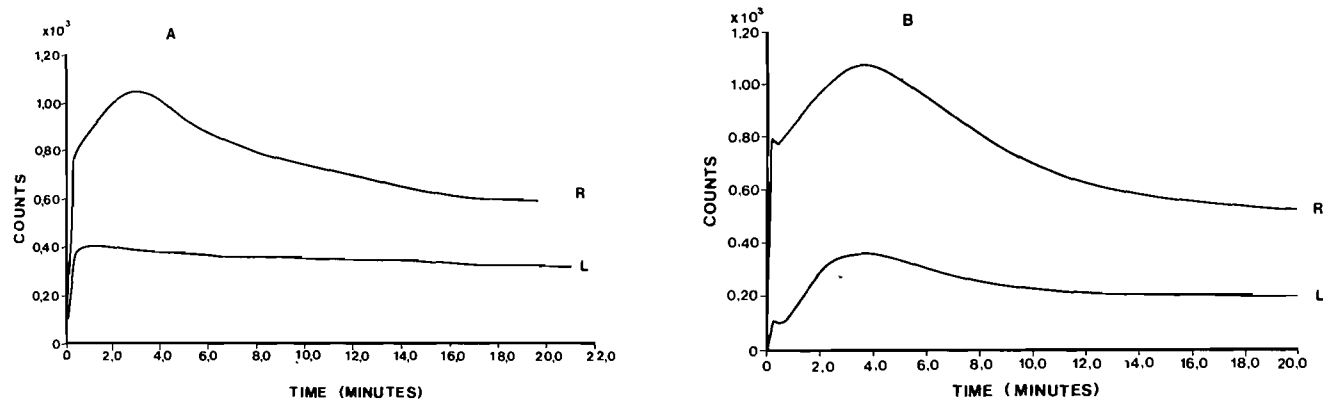 x10³
A
1,20
1,00
0,80
0,60
0,40
0,20
0
COUNTS
R
L
0 2,0 4,0 6,0 8,0 10,0 12,0 14,0 16,0 18,0 20,0 22,0
TIME (MINUTES)
x10³
B
1,20
1.00
0.80
0.60
0.40
0.20
0
COUNTS
R
L
0 2,0 4,0 6,0 8,0 10,0 12,0 14,0 16,0 18,0 20,0
TIME (MINUTES)